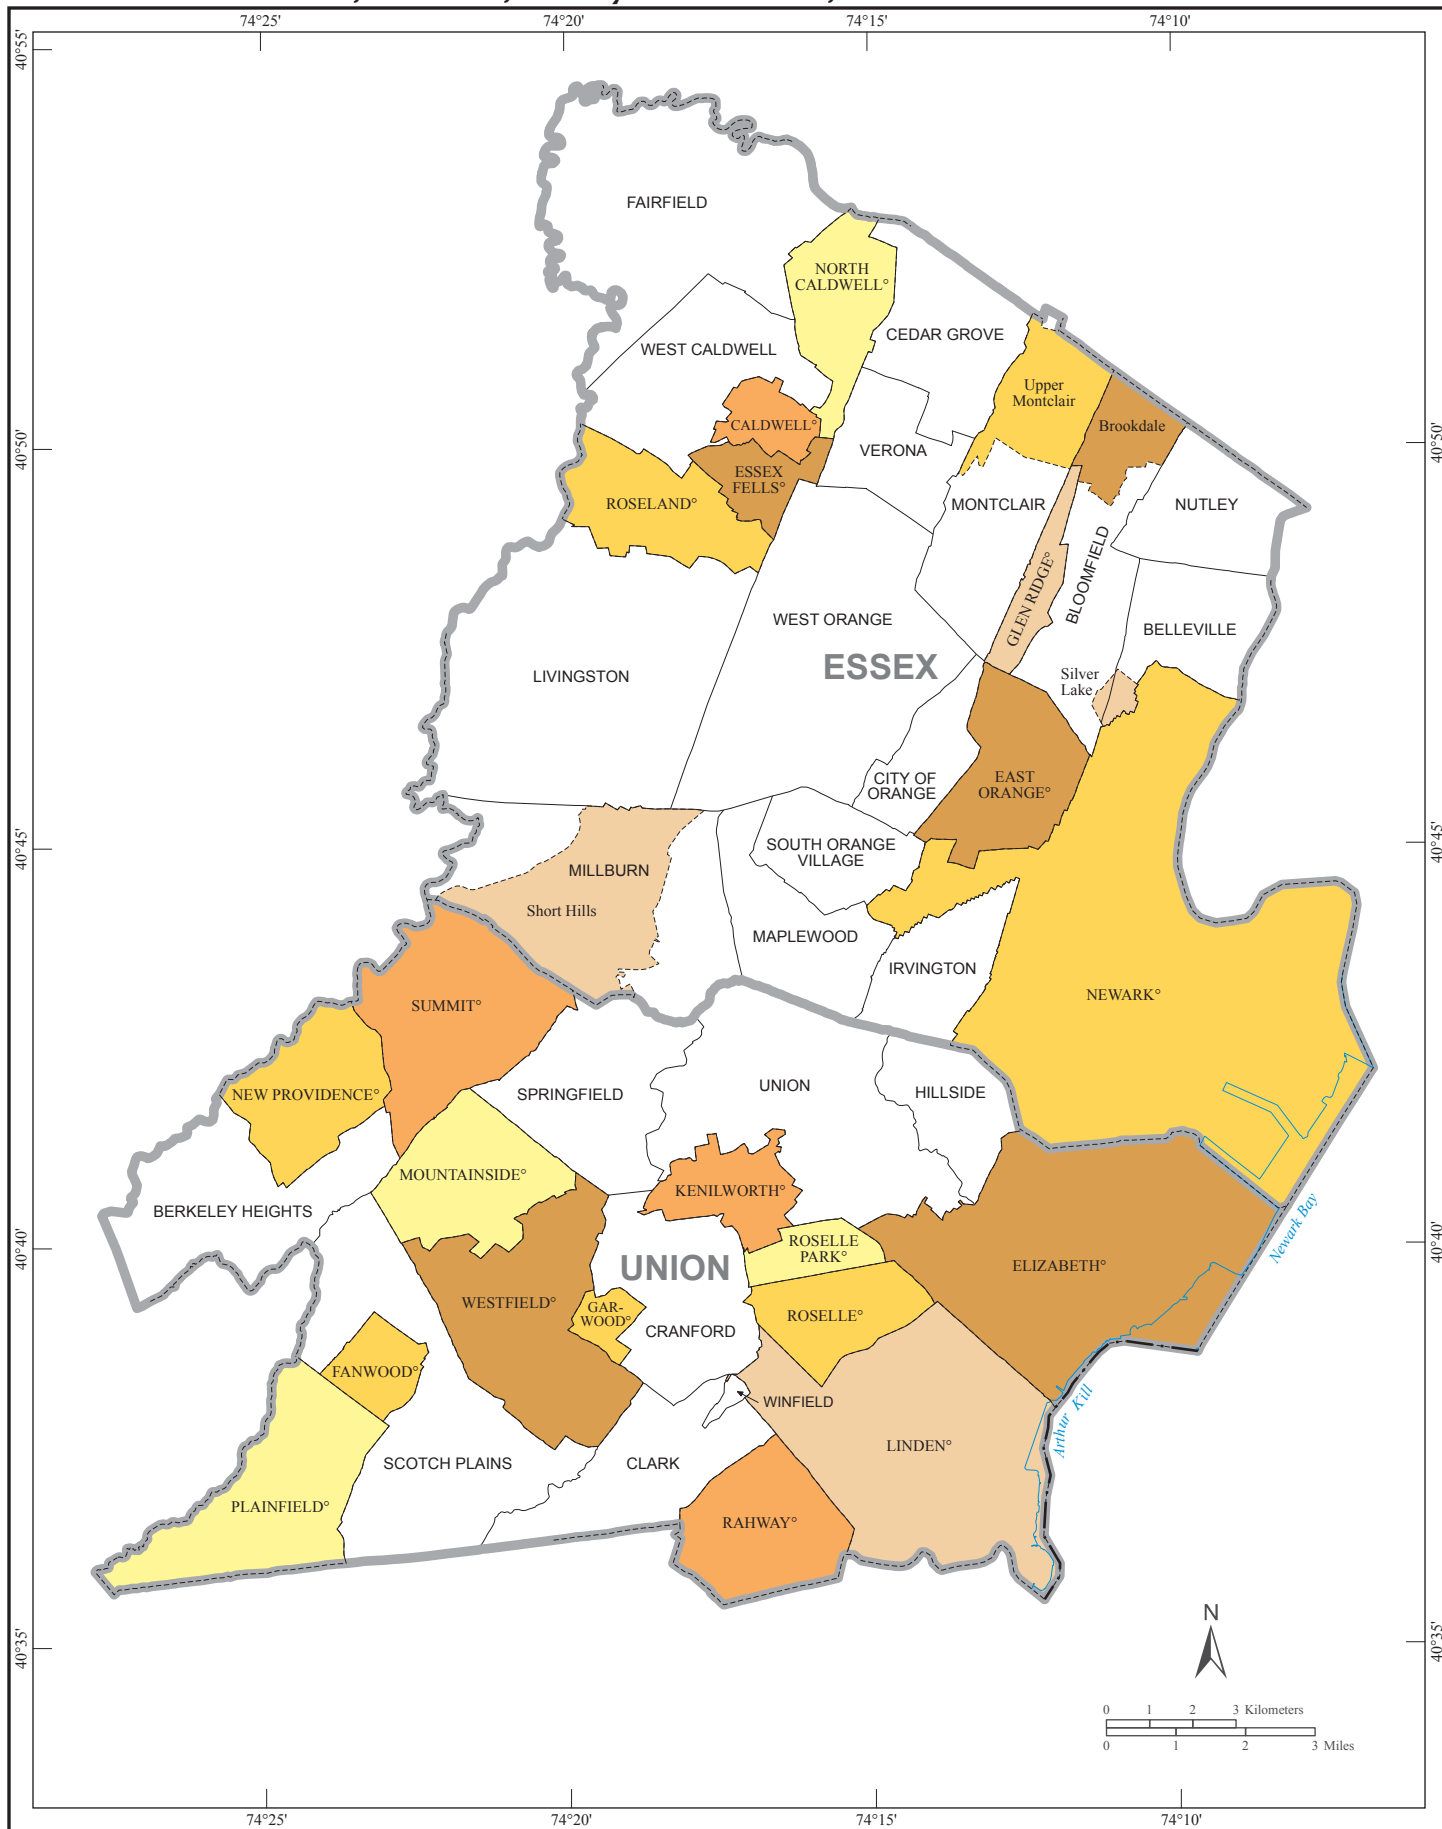 74°25'
74°20'
74°15'
74°10'
40°55'
FAIRFIELD
NORTH
CALDWELL°
CEDAR GROVE
WEST CALDWELL
Upper
Montclair
CALDWELL°
Brookdale
40°50'
40°50'
VERONA
ESSEX
FELLS°
ROSELAND°
MONTCLAIR
NUTLEY
BLOOMFIELD
GLEN RIDGE°
WEST ORANGE
BELLEVILLE
ESSEX
LIVINGSTON
Silver
Lake
CITY OF
ORANGE
EAST
ORANGE°
40°45'
40°45'
SOUTH ORANGE
VILLAGE
MILLBURN
Short Hills
MAPLEWOOD
IRVINGTON
NEWARK°
SUMMIT°
NEW PROVIDENCE°
SPRINGFIELD
UNION
HILLSIDE
MOUNTAINSIDE°
KENILWORTH°
BERKELEY HEIGHTS
Newark Bay
40°40'
40°40'
ROSELLE
PARK°
UNION
ELIZABETH°
WESTFIELD°
GAR-
WOOD°
ROSELLE°
CRANFORD
FANWOOD°
WINFIELD
Arthur Kill
LINDEN°
SCOTCH PLAINS
CLARK
PLAINFIELD°
RAHWAY°
N
40°35'
40°35'
0 1 2 3 Kilometers
0 1 2 3 Miles
74°25'
74°20'
74°15'
74°10'